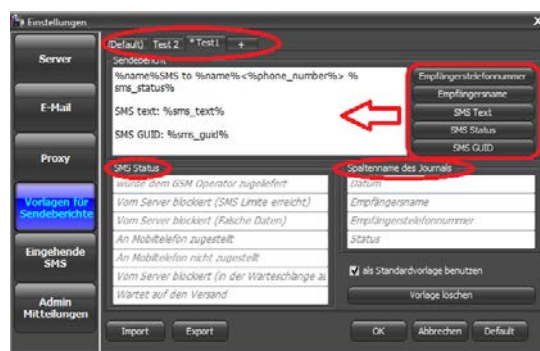 Einstellungen
X
Server
E-Mail
Proxy
Vorlagen für
Sendeberichte
Eingehende
SMS
Admin
Mitteilungen
(Default) Test 2 *Test1 +
Sendebericht
%name%SMS to %name%<%phone_number%> %
sms_status%
SMS text: %sms_text%
SMS GUID: %sms_guid%
Empfängerstelefonnummer
Empfängersname
SMS Text
SMS Status
SMS GUID
SMS Status
Wurde dem GSM Operator zugeliefert
Vom Server blockiert (SMS Limite erreicht)
Vom Server blockiert (Falsche Daten)
An Mobiltelefon zugestellt
An Mobiltelefon nicht zugestellt
Vom Server blockiert (in der Warteschlange
Wartet auf den Versand
Spaltenname des Journals
Datum
Empfängersname
Empfängerstelefonnummer
Status
als Standardvorlage benutzen
Vorlage löschen
Import Export OK Abbrechen Default